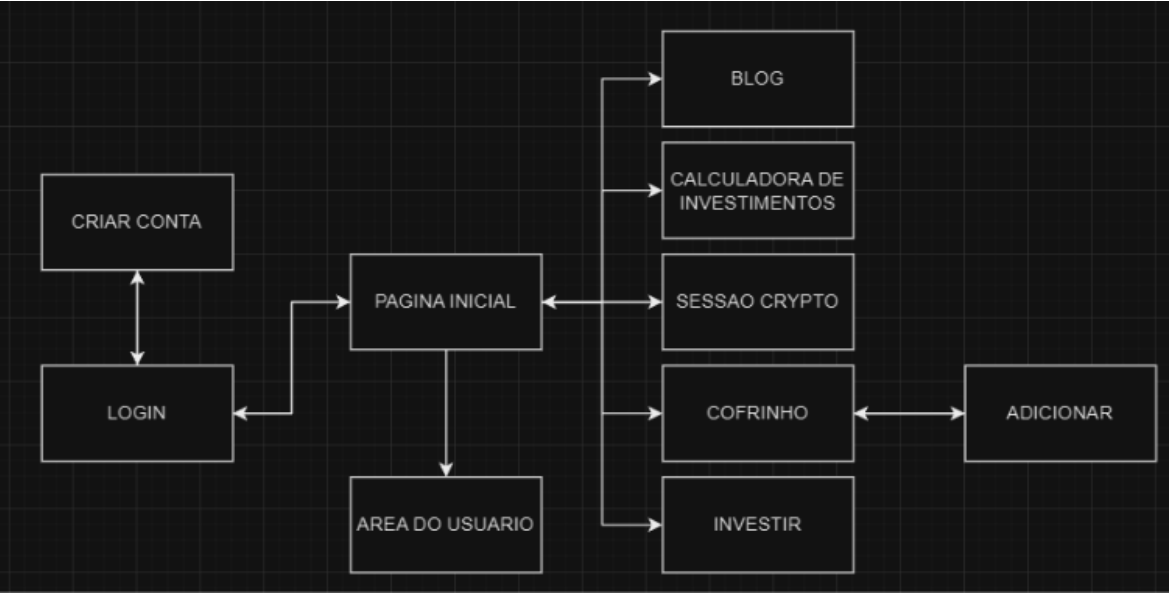 BLOG
CALCULADORA DE
INVESTIMENTOS
CRIAR CONTA
PAGINA INICIAL
SESSAO CRYPTO
LOGIN
COFRINHO
ADICIONAR
AREA DO USUARIO
INVESTIR